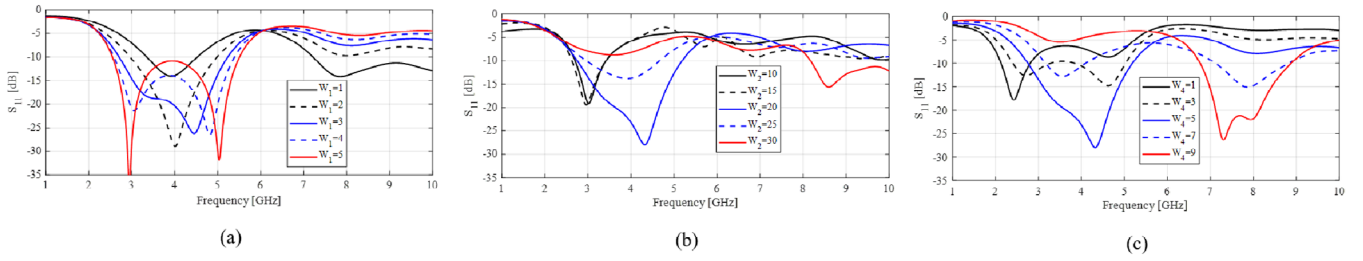 0
-5
-10
-15
-20
-25
-30
-35
S11 [dB]
1 2 3 4 5 6 7 8 9 10
Frequency [GHz]
W1=1
W1=2
W1=3
W1=4
W1=5
(a)
5
0
-5
-10
-15
-20
-25
-30
-35
S11 [dB]
1 2 3 4 5 6 7 8 9 10
Frequency [GHz]
W2=10
W2=15
W2=20
W2=25
W2=30
(b)
5
0
-5
-10
-15
-20
-25
-30
-35
S11 [dB]
1 2 3 4 5 6 7 8 9 10
Frequency [GHz]
W4=1
W4=3
W4=5
W4=7
W4=9
(c)